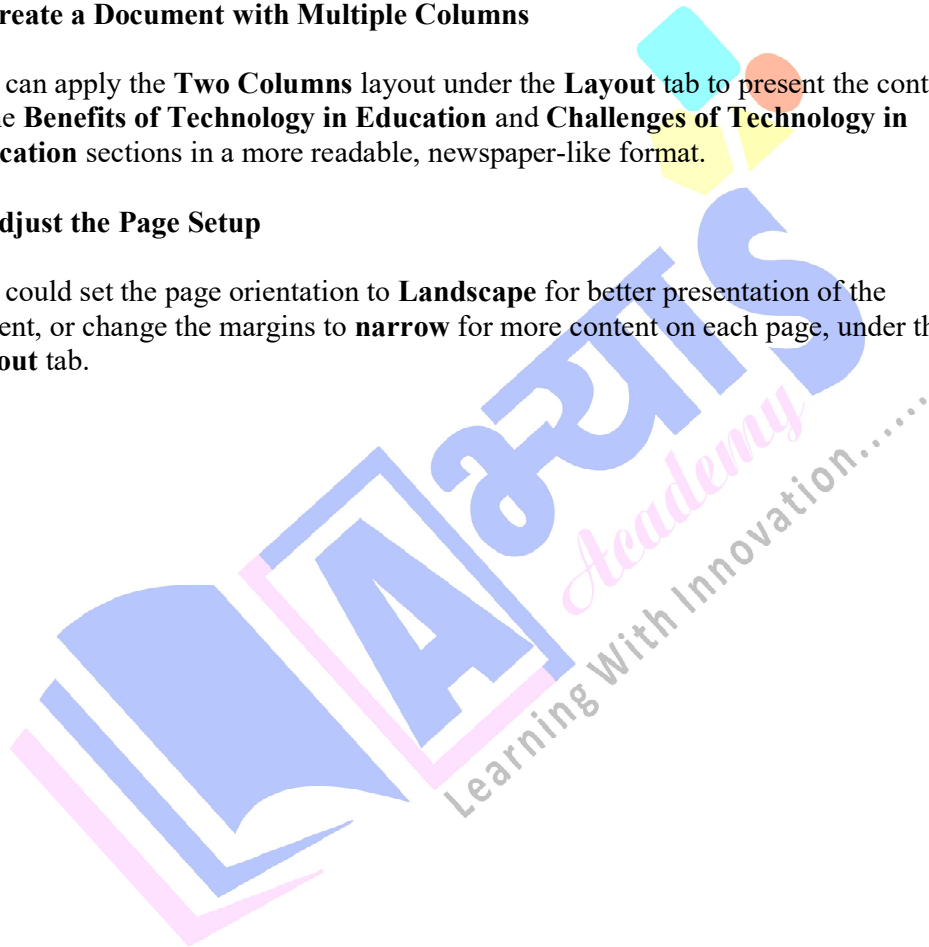 reate a Document with Multiple Columns
can apply the Two Columns layout under the Layout tab to present the cont
ne Benefits of Technology in Education and Challenges of Technology in
cation sections in a more readable, newspaper-like format.
djust the Page Setup
could set the page orientation to Landscape for better presentation of the
ent, or change the margins to narrow for more content on each page, under th
out tab.
A भ्यास
Academy
Learning With Innovation......